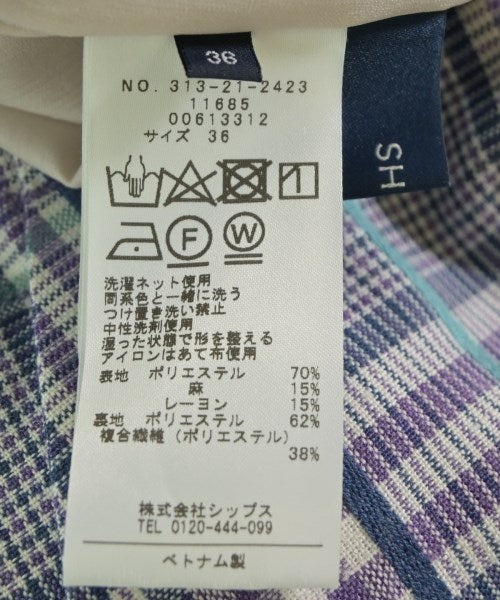 36
NO. 313-21-2423
11685
00613312
サイズ 36
SH
F
W
洗濯ネット使用
同系色と一緒に洗う
つけ置き洗い禁止
中性洗剤使用
湿った状態で形を整える
アイロンはあて布使用
表地 ポリエステル 70%
麻 15%
レーヨン 15%
裏地 ポリエステル 62%
複合繊維(ポリエステル)
38%
株式会社シップス
TEL 0120-444-099
ベトナム製